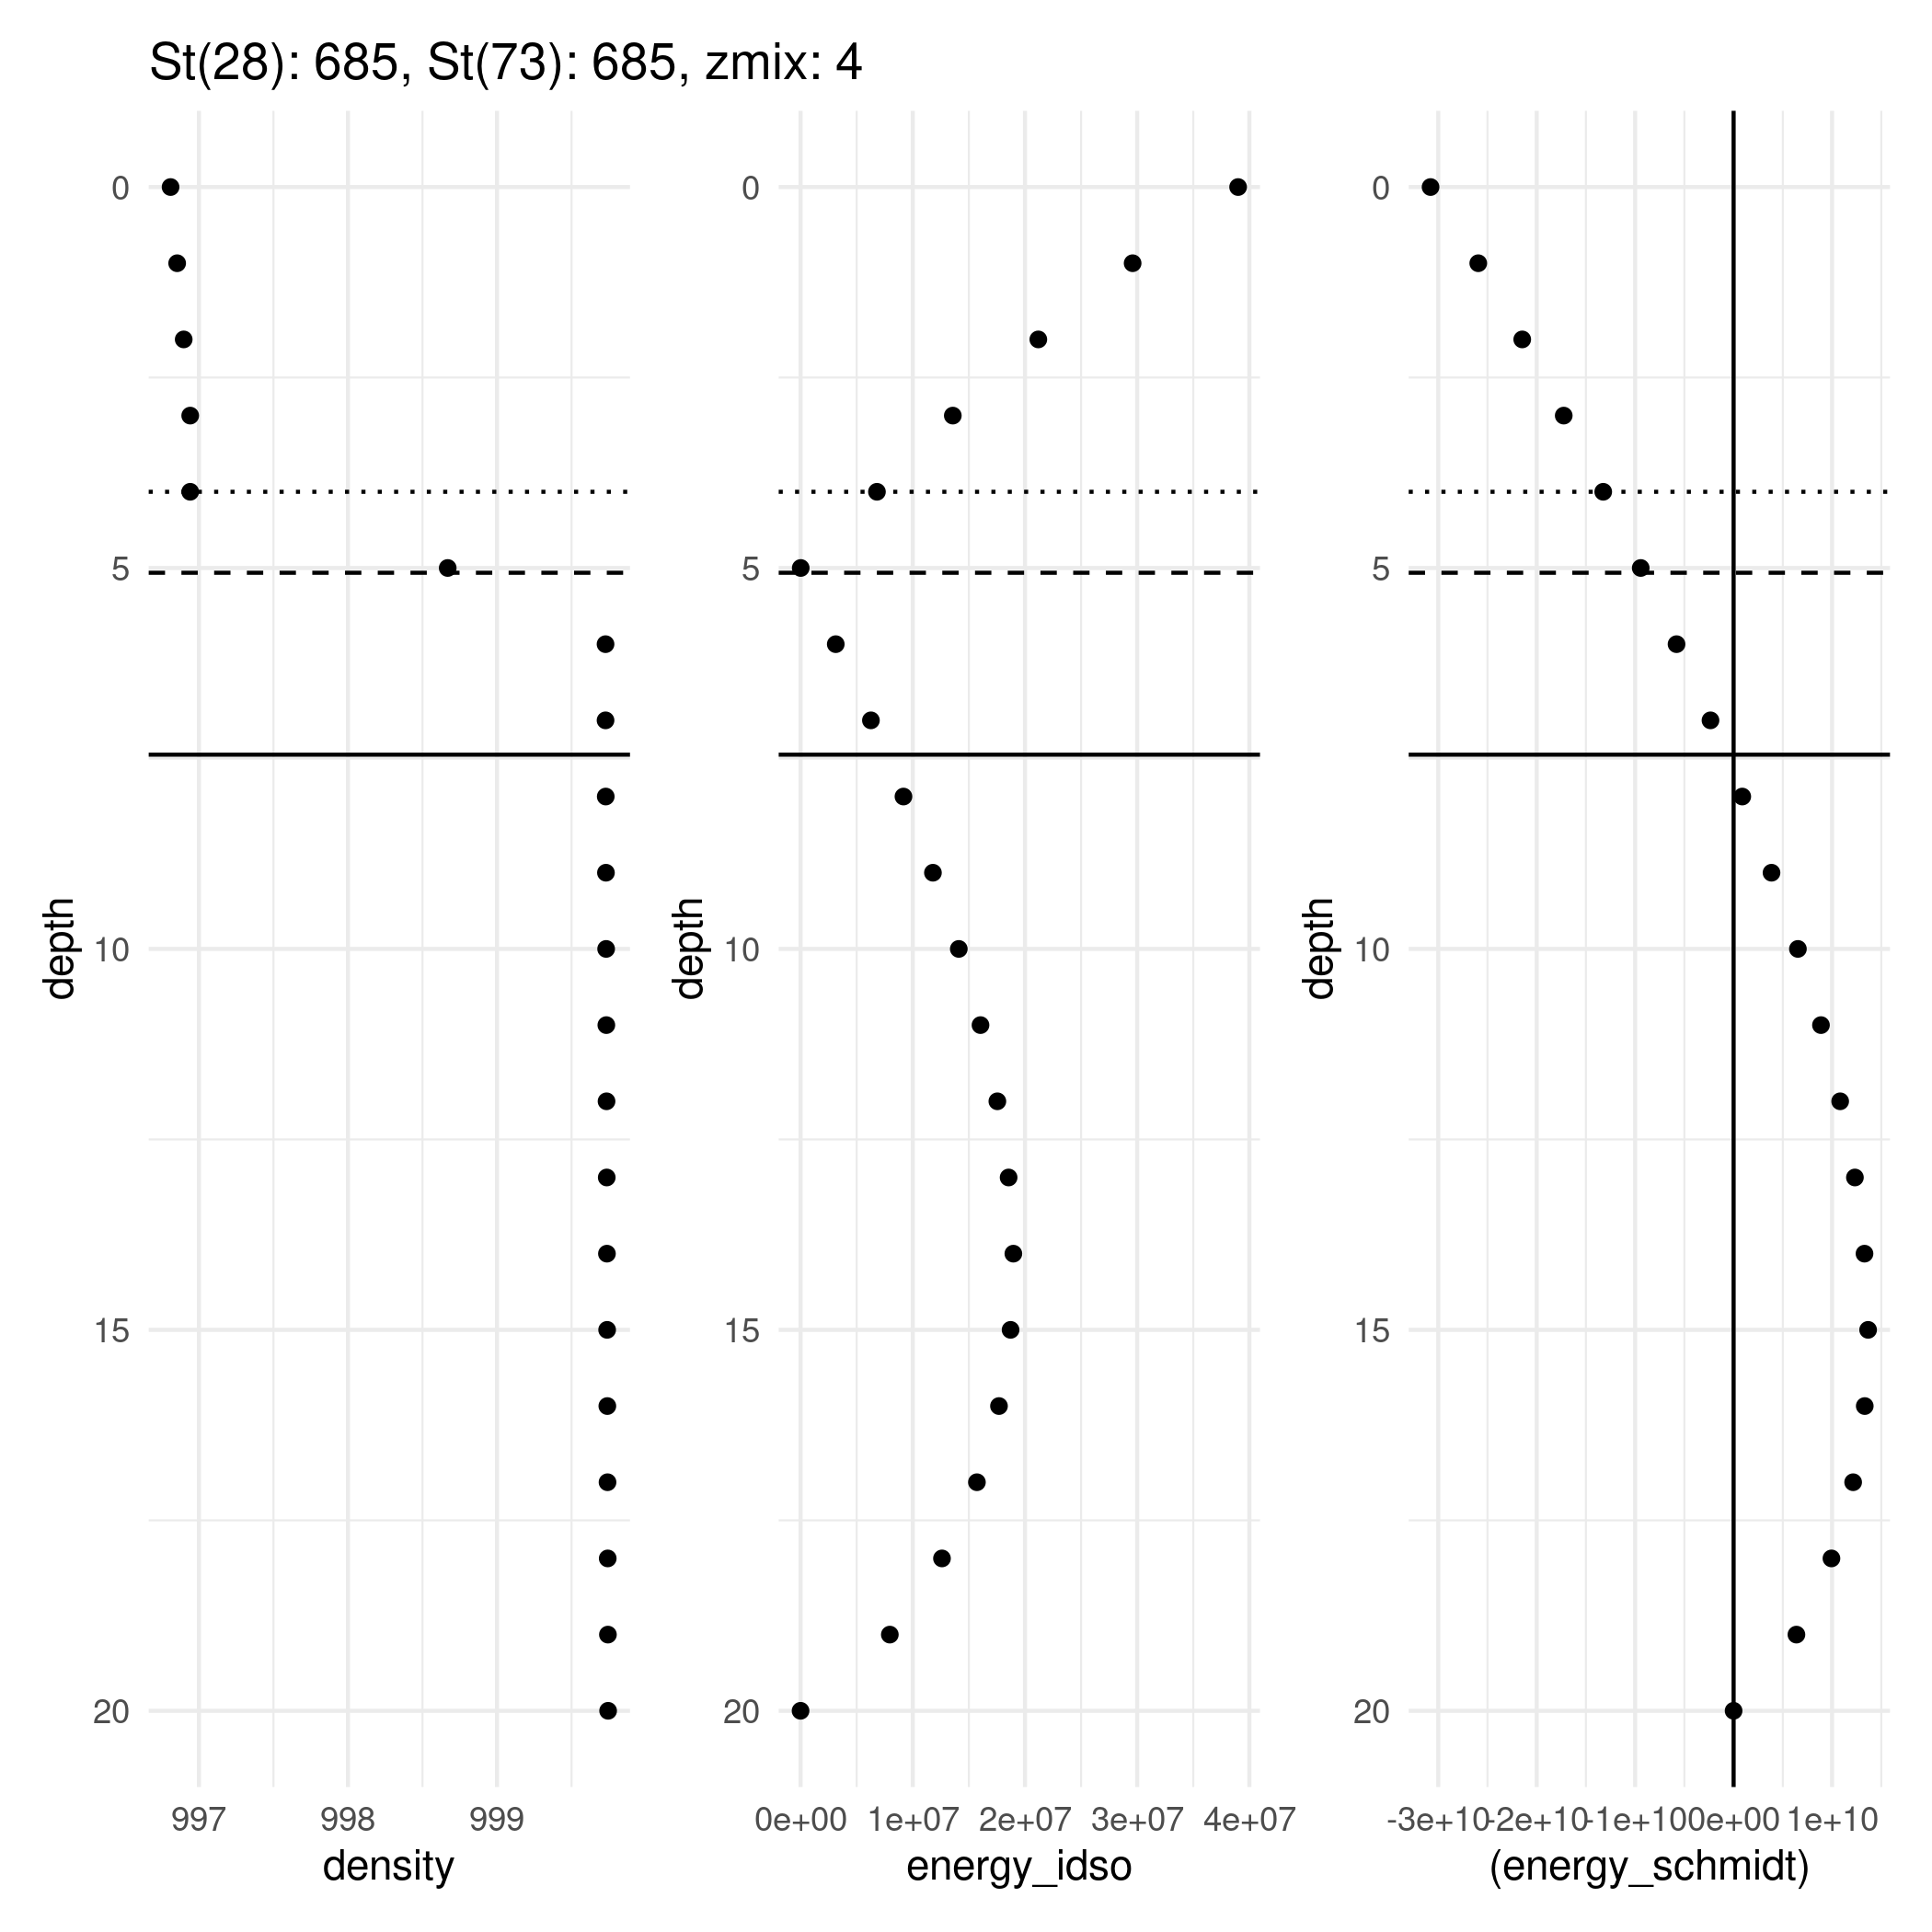 St(28): 685, St(73): 685, zmix: 4
depth
0
5
10
15
20
997 998 999
density
depth
0
5
10
15
20
0e+00 1e+07 2e+07 3e+07 4e+07
energy_idso
depth
0
5
10
15
20
-3e+10 -2e+10 -1e+10 0e+00 1e+10
(energy_schmidt)